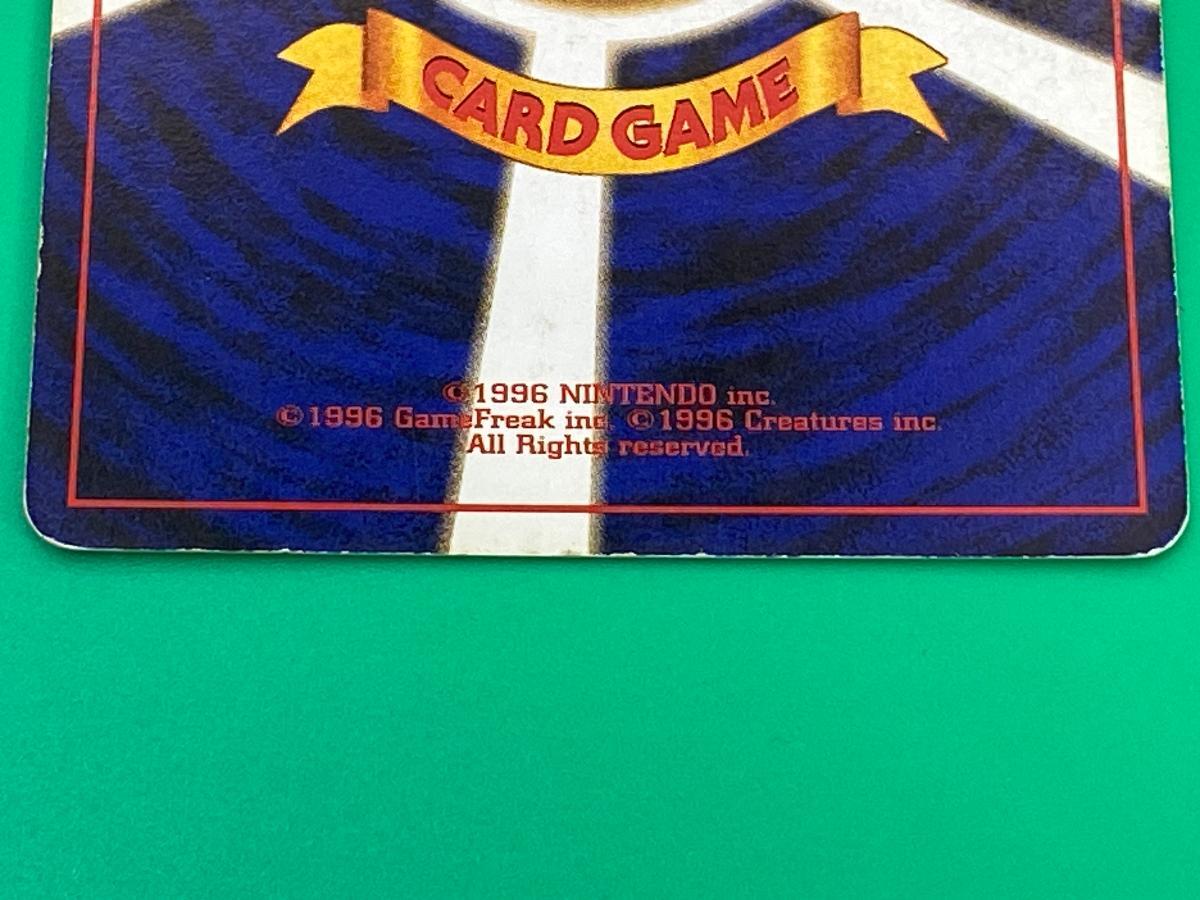 CARD GAME
©1996 NINTENDO inc.
©1996 GameFreak inc. ©1996 Creatures inc.
All Rights reserved.